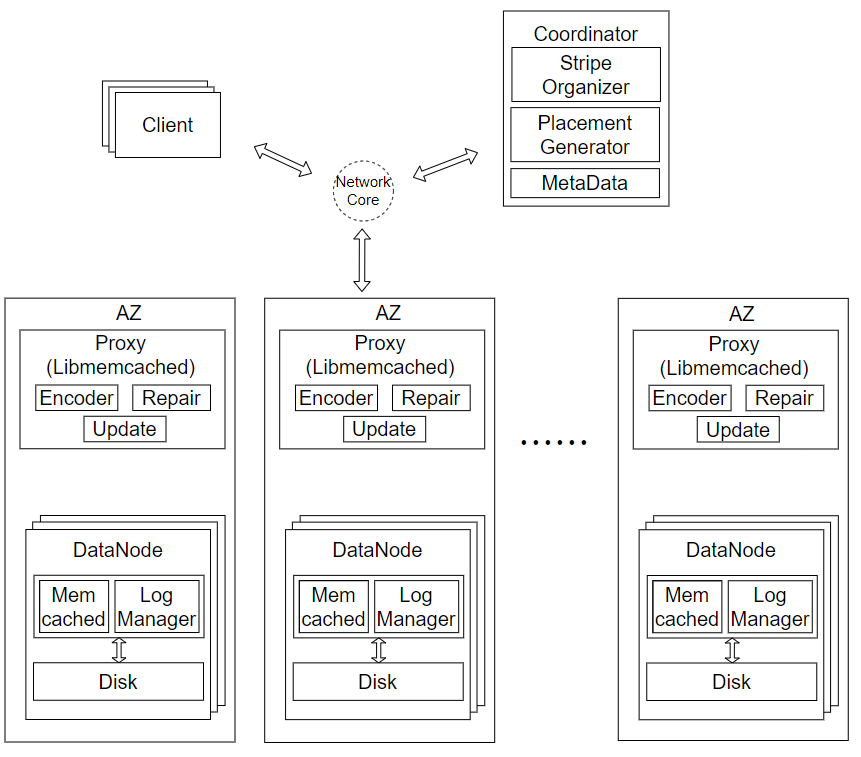 Coordinator
Stripe
Organizer
Placement
Generator
MetaData
Client
Network
Core
AZ
Proxy
(Libmemcached)
Encoder
Repair
Update
DataNode
Mem
cached
Log
Manager
Disk
AZ
Proxy
(Libmemcached)
Encoder
Repair
Update
DataNode
Mem
cached
Log
Manager
Disk
......
AZ
Proxy
(Libmemcached)
Encoder
Repair
Update
DataNode
Mem
cached
Log
Manager
Disk